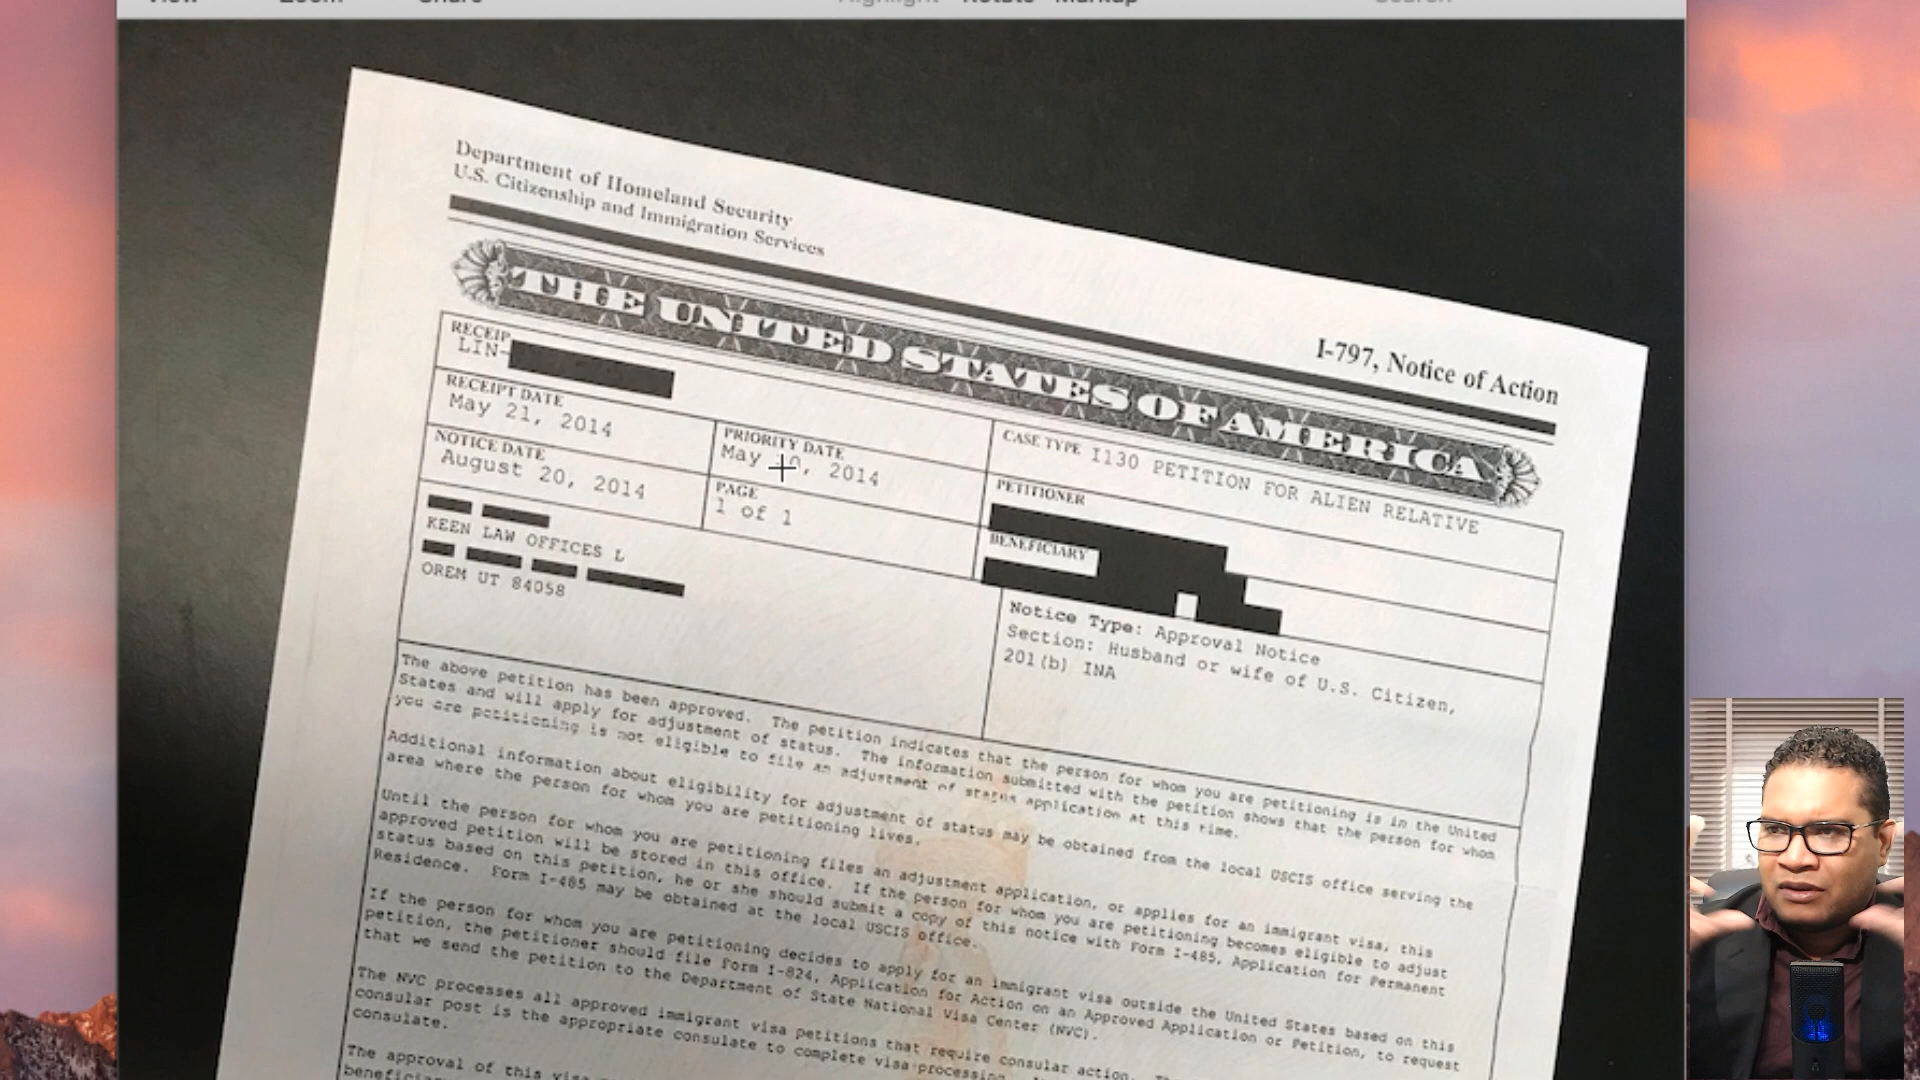 View Zoom Share Highlight Rotate Markup Search
Department of Homeland Security
U.S. Citizenship and Immigration Services
I-797, Notice of Action
THE UNITED STATES OF AMERICA
RECEIP
LIN-
CASE TYPE I130 PETITION FOR ALIEN RELATIVE
RECEIPT DATE
May 21, 2014
PRIORITY DATE
May 2014
PETITIONER
NOTICE DATE
August 20, 2014
PAGE
1 of 1
BENEFICIARY
KEEN LAW OFFICES L
OREM UT 84058
Notice Type: Approval Notice
Section: Husband or wife of U.S. Citizen,
201(b) INA
The above petition has been approved. The petition indicates that the person for whom you are petitioning is in the United
States and will apply for adjustment of status. The information submitted with the petition shows that the person for whom
you are petitioning is not eligible to file an adjustment of status application at this time.
Additional information about eligibility for adjustment of status may be obtained from the local USCIS office serving the
area where the person for whom you are petitioning lives.
Until the person for whom you are petitioning files an adjustment application, or applies for an immigrant visa, this
approved petition will be stored in this office. If the person for whom you are petitioning becomes eligible to adjust
status based on this petition, he or she should submit a copy of this notice with Form I-485, Application for Permanent
Residence. Form I-485 may be obtained at the local USCIS office.
If the person for whom you are petitioning decides to apply for an immigrant visa outside the United States based on this
petition, the petitioner should file Form I-824, Application for Action on an Approved Application or Petition, to request
that we send the petition to the Department of State National Visa Center (NVC).
The NVC processes all approved immigrant visa petitions that require consular action.
consular post is the appropriate consulate to complete visa processing.
consulate.
The approval of this visa